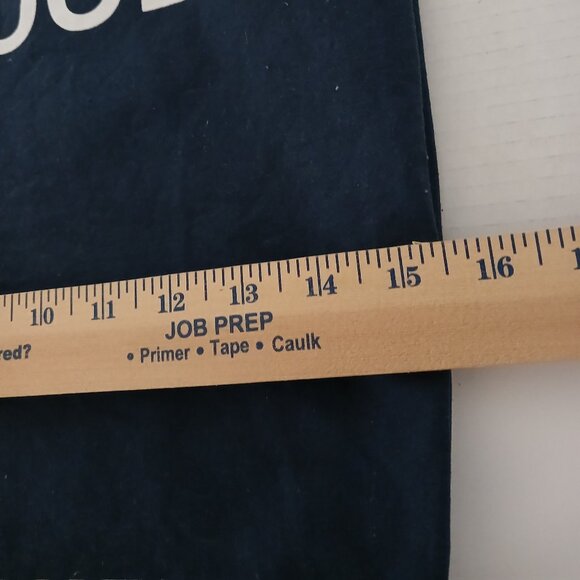 10 11 12 13 14 15 16
JOB PREP
red? • Primer • Tape • Caulk